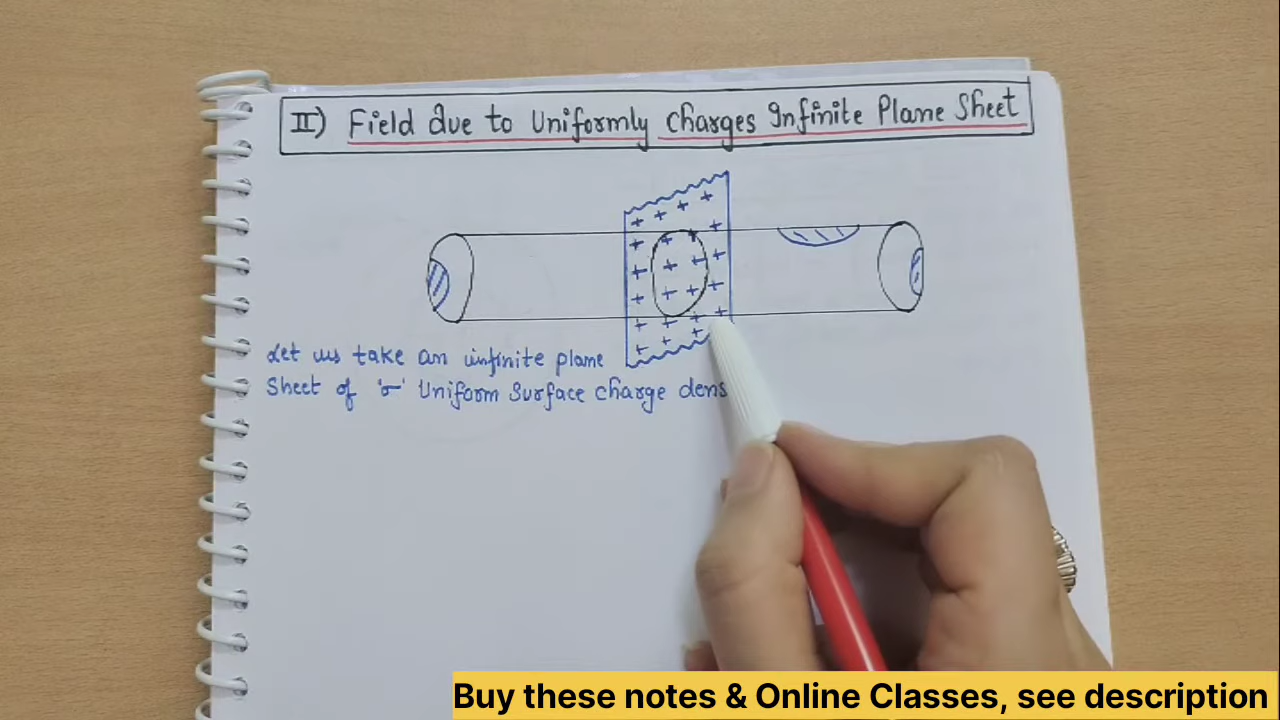 II) Field due to Uniformly Charges Infinite Plane Sheet
Let us take an infinite plane
Sheet of 'σ' Uniform Surface charge dens
Buy these notes & Online Classes, see description